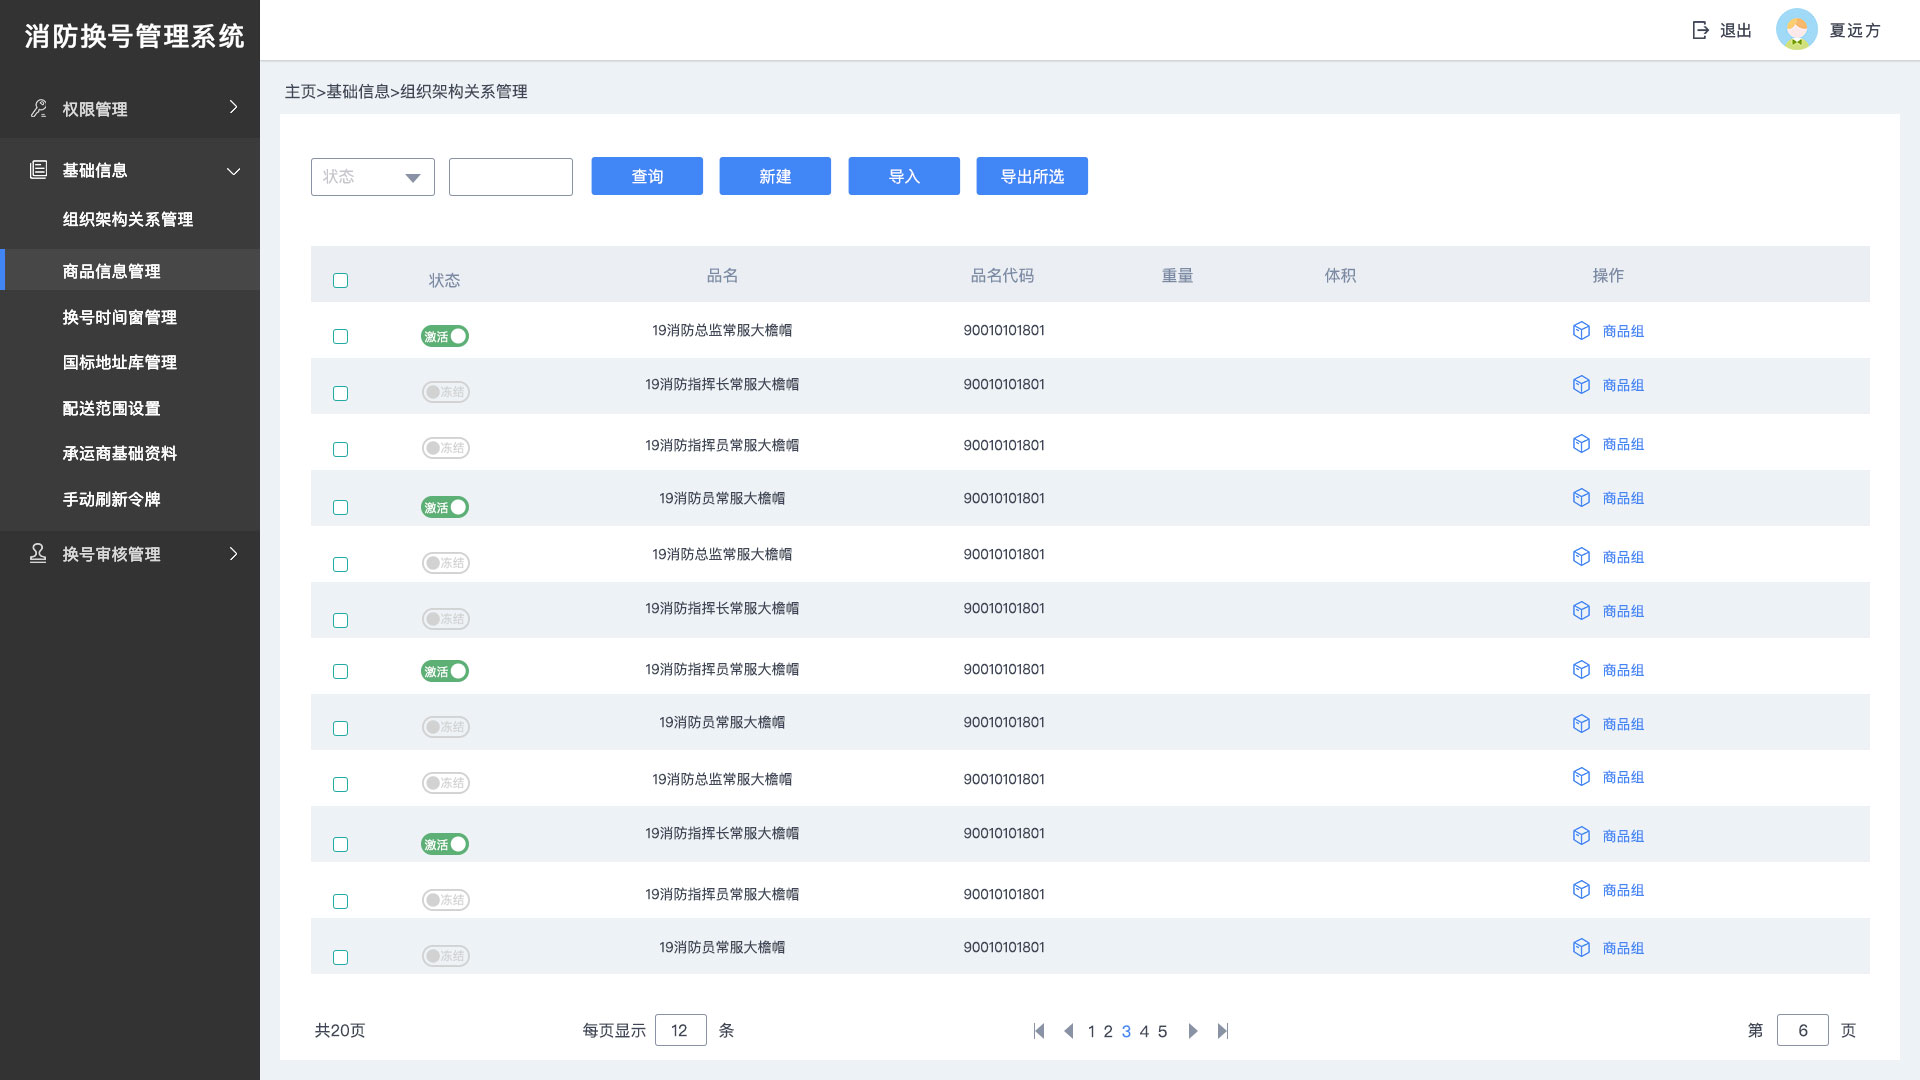 消防换号管理系统
退出
夏远方
权限管理
基础信息
组织架构关系管理
商品信息管理
换号时间窗管理
国标地址库管理
配送范围设置
承运商基础资料
手动刷新令牌
换号审核管理
主页>基础信息>组织架构关系管理
状态 查询 新建 导入 导出所选
状态 品名 品名代码 重量 体积 操作
激活 19消防总监常服大檐帽 90010101801 商品组
冻结 19消防指挥长常服大檐帽 90010101801 商品组
冻结 19消防指挥员常服大檐帽 90010101801 商品组
激活 19消防员常服大檐帽 90010101801 商品组
冻结 19消防总监常服大檐帽 90010101801 商品组
冻结 19消防指挥长常服大檐帽 90010101801 商品组
激活 19消防指挥员常服大檐帽 90010101801 商品组
冻结 19消防员常服大檐帽 90010101801 商品组
冻结 19消防总监常服大檐帽 90010101801 商品组
激活 19消防指挥长常服大檐帽 90010101801 商品组
冻结 19消防指挥员常服大檐帽 90010101801 商品组
冻结 19消防员常服大檐帽 90010101801 商品组
共20页 每页显示 12 条 1 2 3 4 5 第 6 页